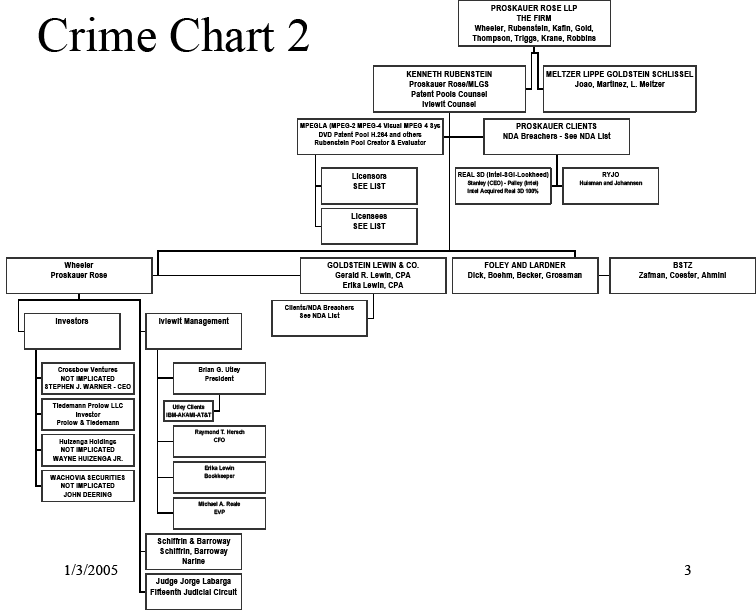 Crime Chart 2
PROSKAUER ROSE LLP
THE FIRM
Wheeler, Rubenstein, Kafin, Gold,
Thompson, Triggs, Krane, Robbins
KENNETH RUBENSTEIN
Proskauer Rose/MLGS
Patent Pools Counsel
Iviewit Counsel
MELTZER LIPPE GOLDSTEIN SCHLISSEL
Joao, Martinez, L. Meltzer
MPEGLA (MPEG-2 MPEG-4 Visual MPEG 4 Sys
DVD Patent Pool H.264 and others
Rubenstein Pool Creator & Evaluator
PROSKAUER CLIENTS
NDA Breachers - See NDA List
Licensors
SEE LIST
REAL 3D (Intel-SGI-Lockheed)
Stanley (CEO) - Palley (Intel)
Intel Acquired Real 3D 100%
RYJO
Huisman and Johannsen
Licensees
SEE LIST
Wheeler
Proskauer Rose
GOLDSTEIN LEWIN & CO.
Gerald R. Lewin, CPA
Erika Lewin, CPA
FOLEY AND LARDNER
Dick, Boehm, Becker, Grossman
BSTZ
Zafman, Coester, Ahmini
Clients/NDA Breachers
See NDA List
Investors
Iviewit Management
Crossbow Ventures
NOT IMPLICATED
STEPHEN J. WARNER - CEO
Brian G. Utley
President
Tiedemann Prolow LLC
Investor
Prolow & Tiedemann
Utley Clients
IBM-AKAMI-AT&T
Huizenga Holdings
NOT IMPLICATED
WAYNE HUIZENGA JR.
Raymond T. Hersch
CFO
WACHOVIA SECURITIES
NOT IMPLICATED
JOHN DEERING
Erika Lewin
Bookkeeper
Michael A. Reale
EVP
Schiffrin & Barroway
Schiffrin, Barroway
Narine
Judge Jorge Labarga
Fifteenth Judicial Circuit
1/3/2005
3